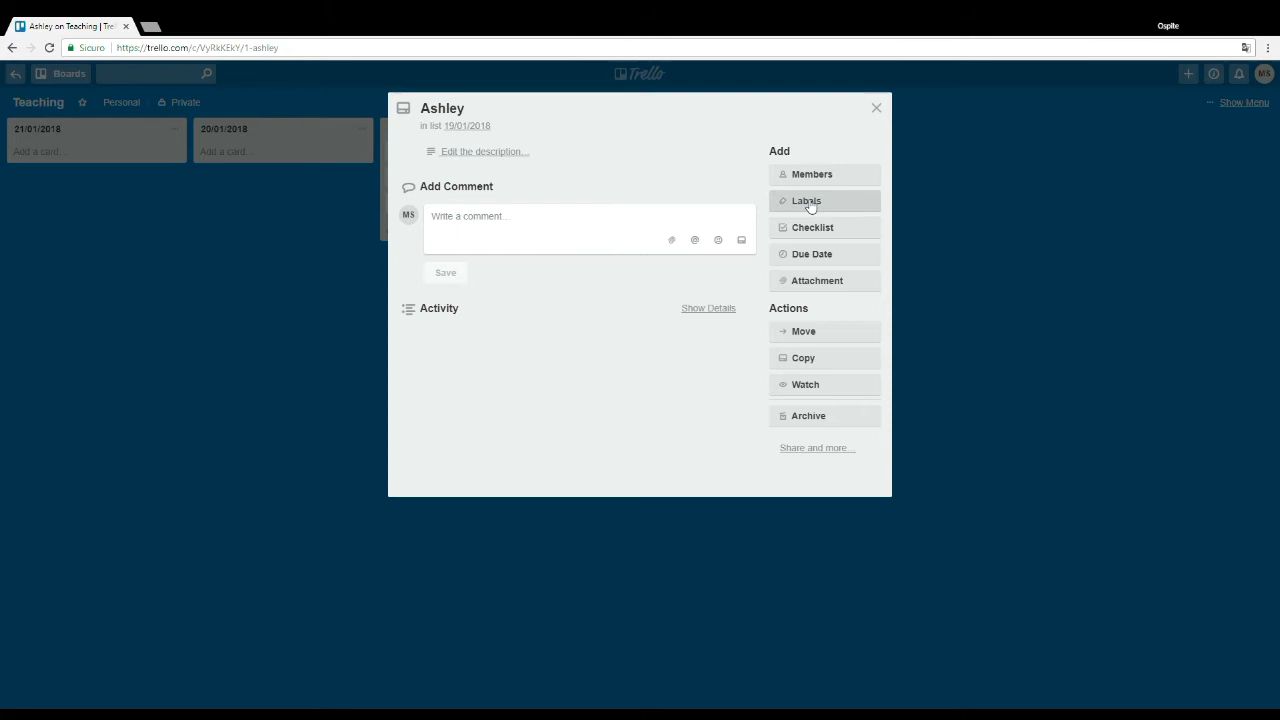 Ashley on Teaching | Trel
Ospite
Sicuro https://trello.com/c/VyRkKEkY/1-ashley
Boards
Trello
MS
Teaching Personal Private
Show Menu
21/01/2018
Add a card…
20/01/2018
Add a card…
Ashley
in list 19/01/2018
Edit the description…
Add Comment
MS
Write a comment…
Save
Activity
Show Details
Add
Members
Labels
Checklist
Due Date
Attachment
Actions
Move
Copy
Watch
Archive
Share and more…